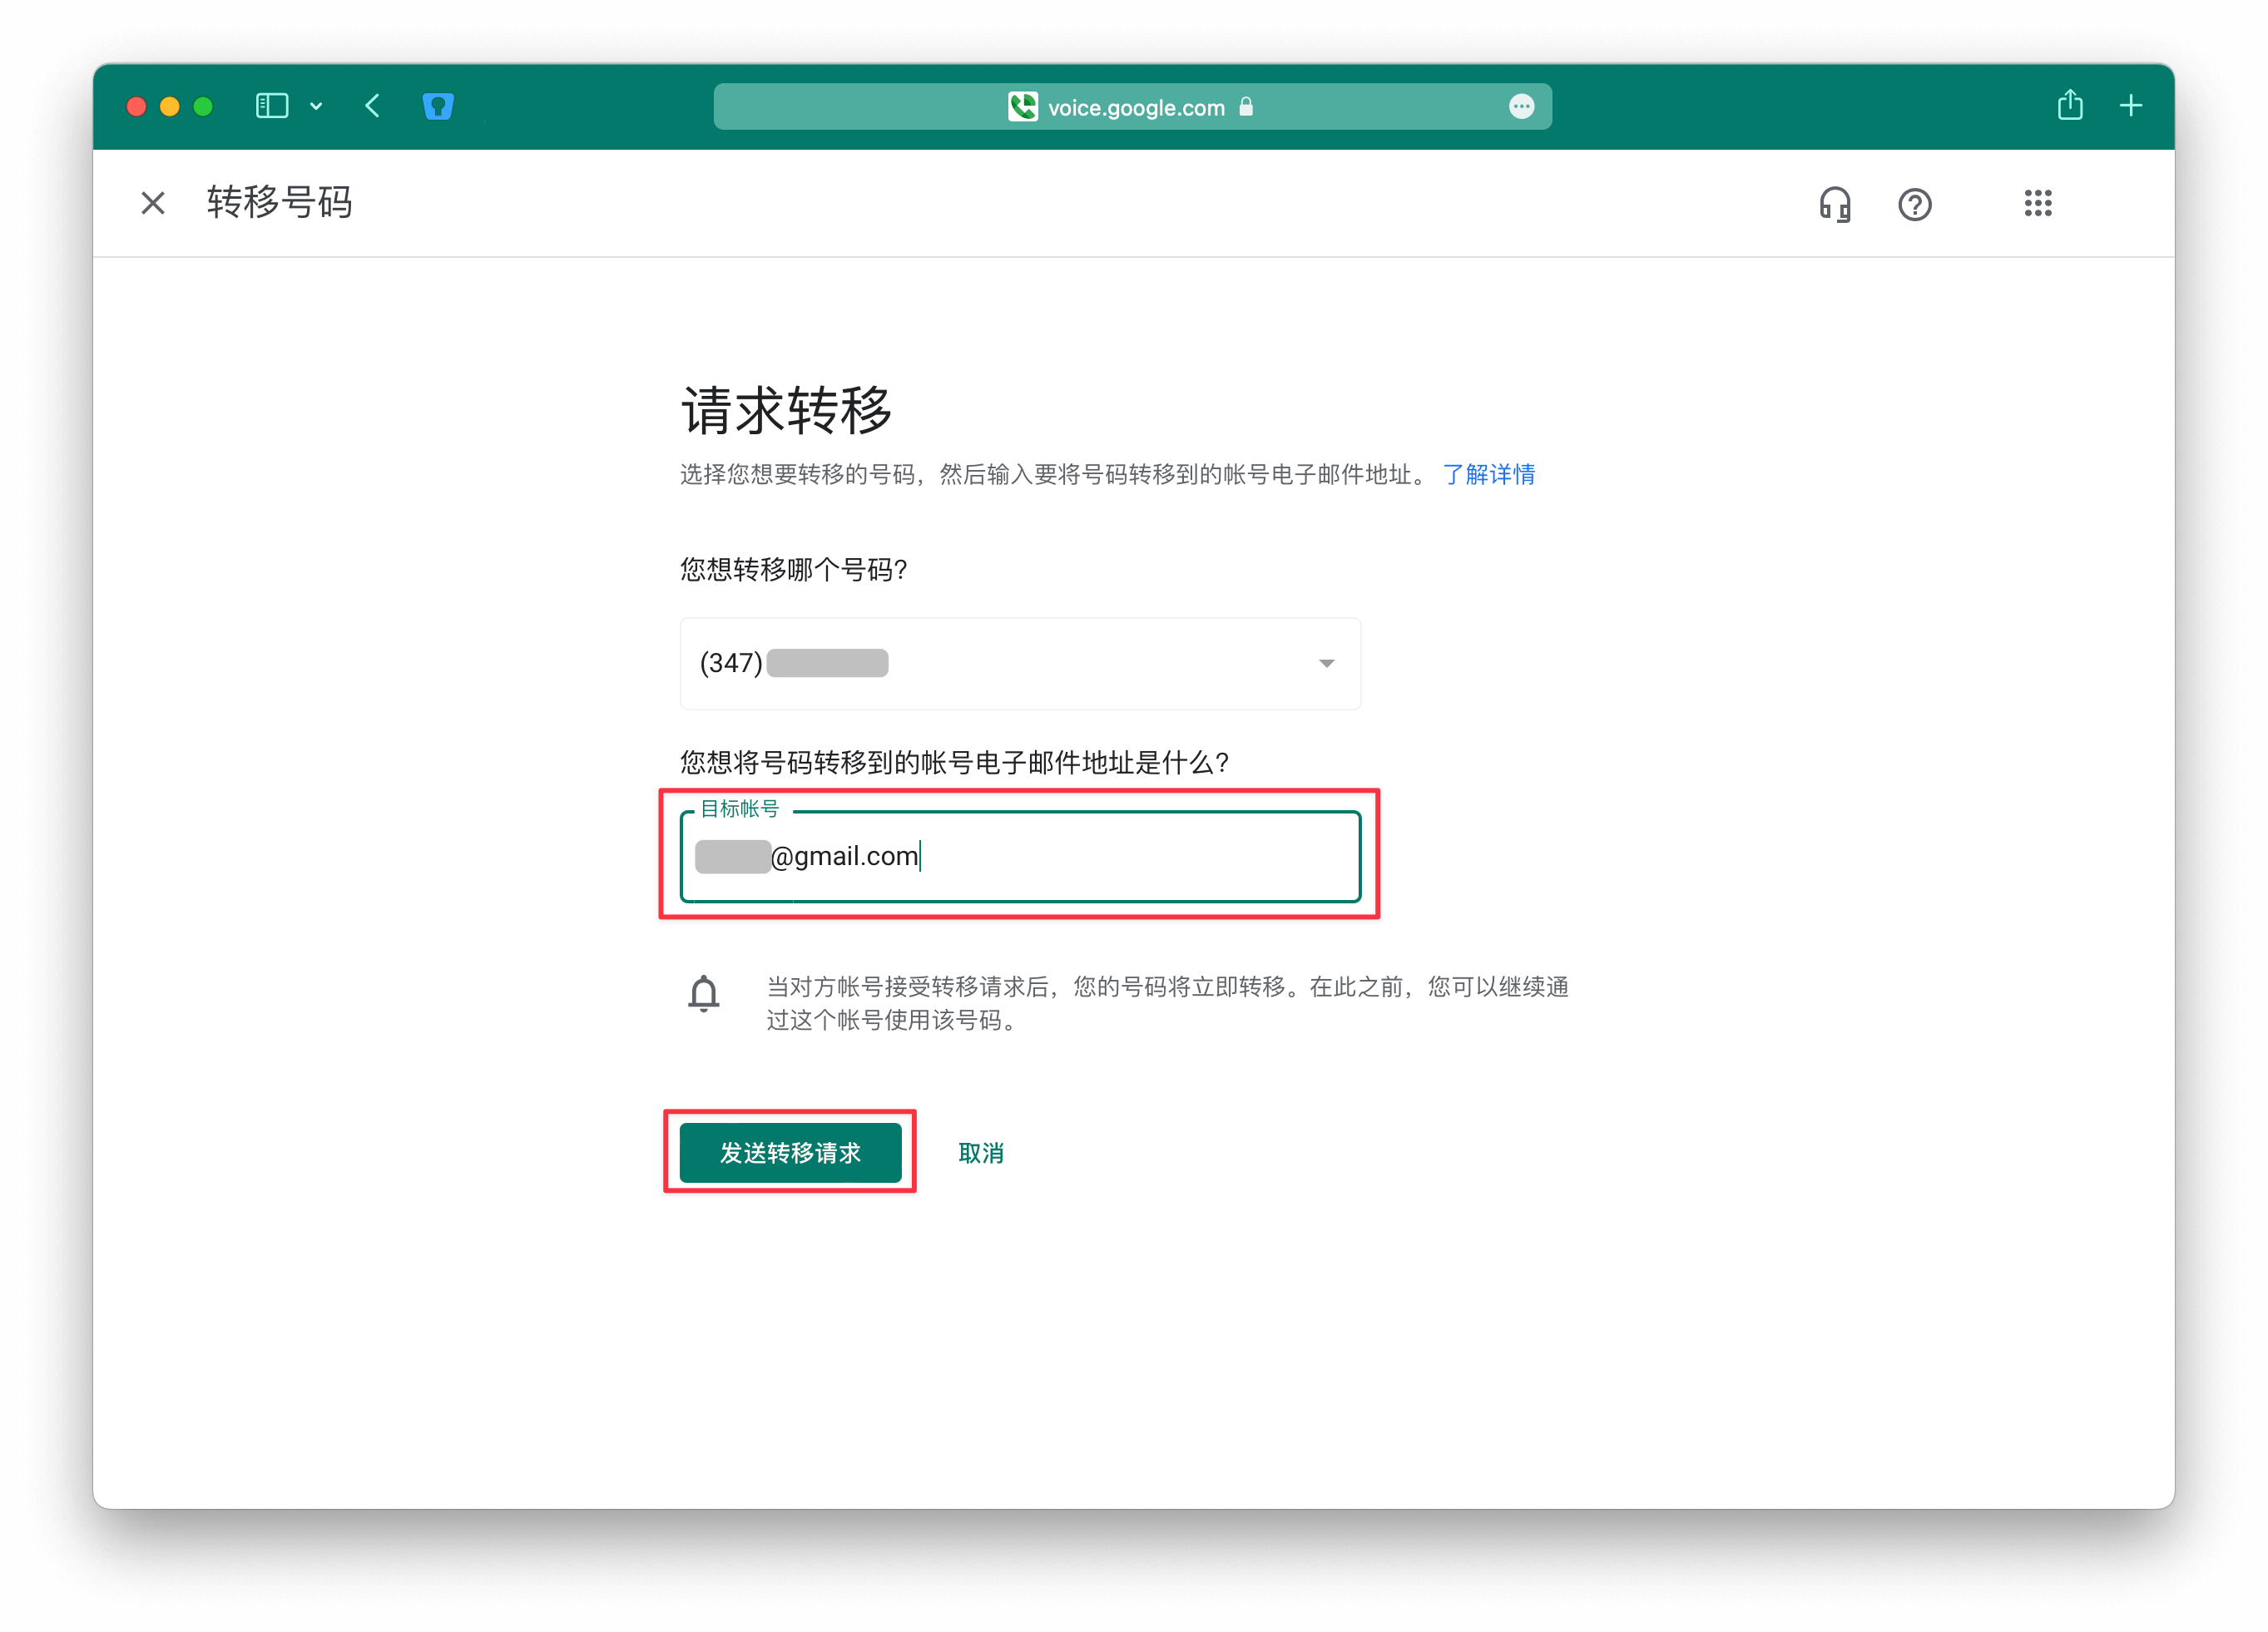 voice.google.com
转移号码
请求转移
选择您想要转移的号码，然后输入要将号码转移到的帐号电子邮件地址。 了解详情
您想转移哪个号码?
(347)
您想将号码转移到的帐号电子邮件地址是什么?
目标帐号
@gmail.com
当对方帐号接受转移请求后，您的号码将立即转移。在此之前，您可以继续通
过这个帐号使用该号码。
发送转移请求 取消